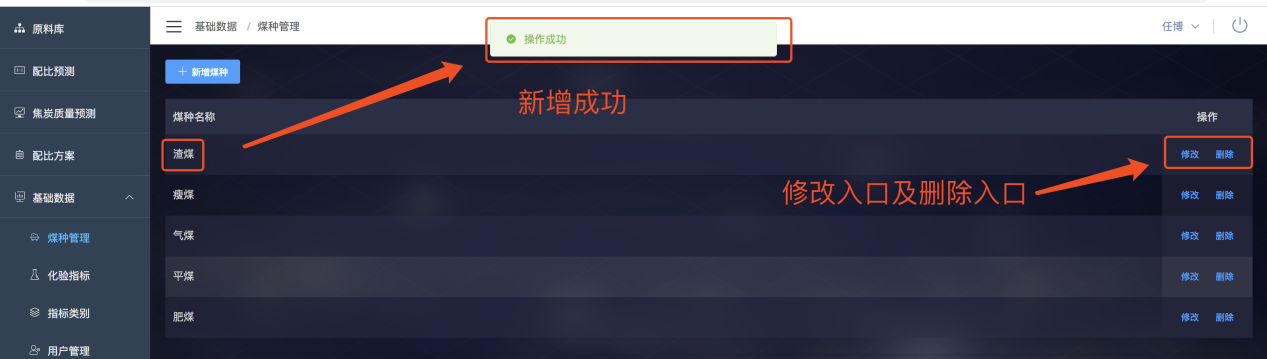 原料库
配比预测
焦炭质量预测
配比方案
基础数据
煤种管理
化验指标
指标类别
用户管理
基础数据 / 煤种管理
操作成功
任博
+ 新增煤种
新增成功
煤种名称 操作
渣煤 修改 删除
修改入口及删除入口
瘦煤 修改 删除
气煤 修改 删除
平煤 修改 删除
肥煤 修改 删除